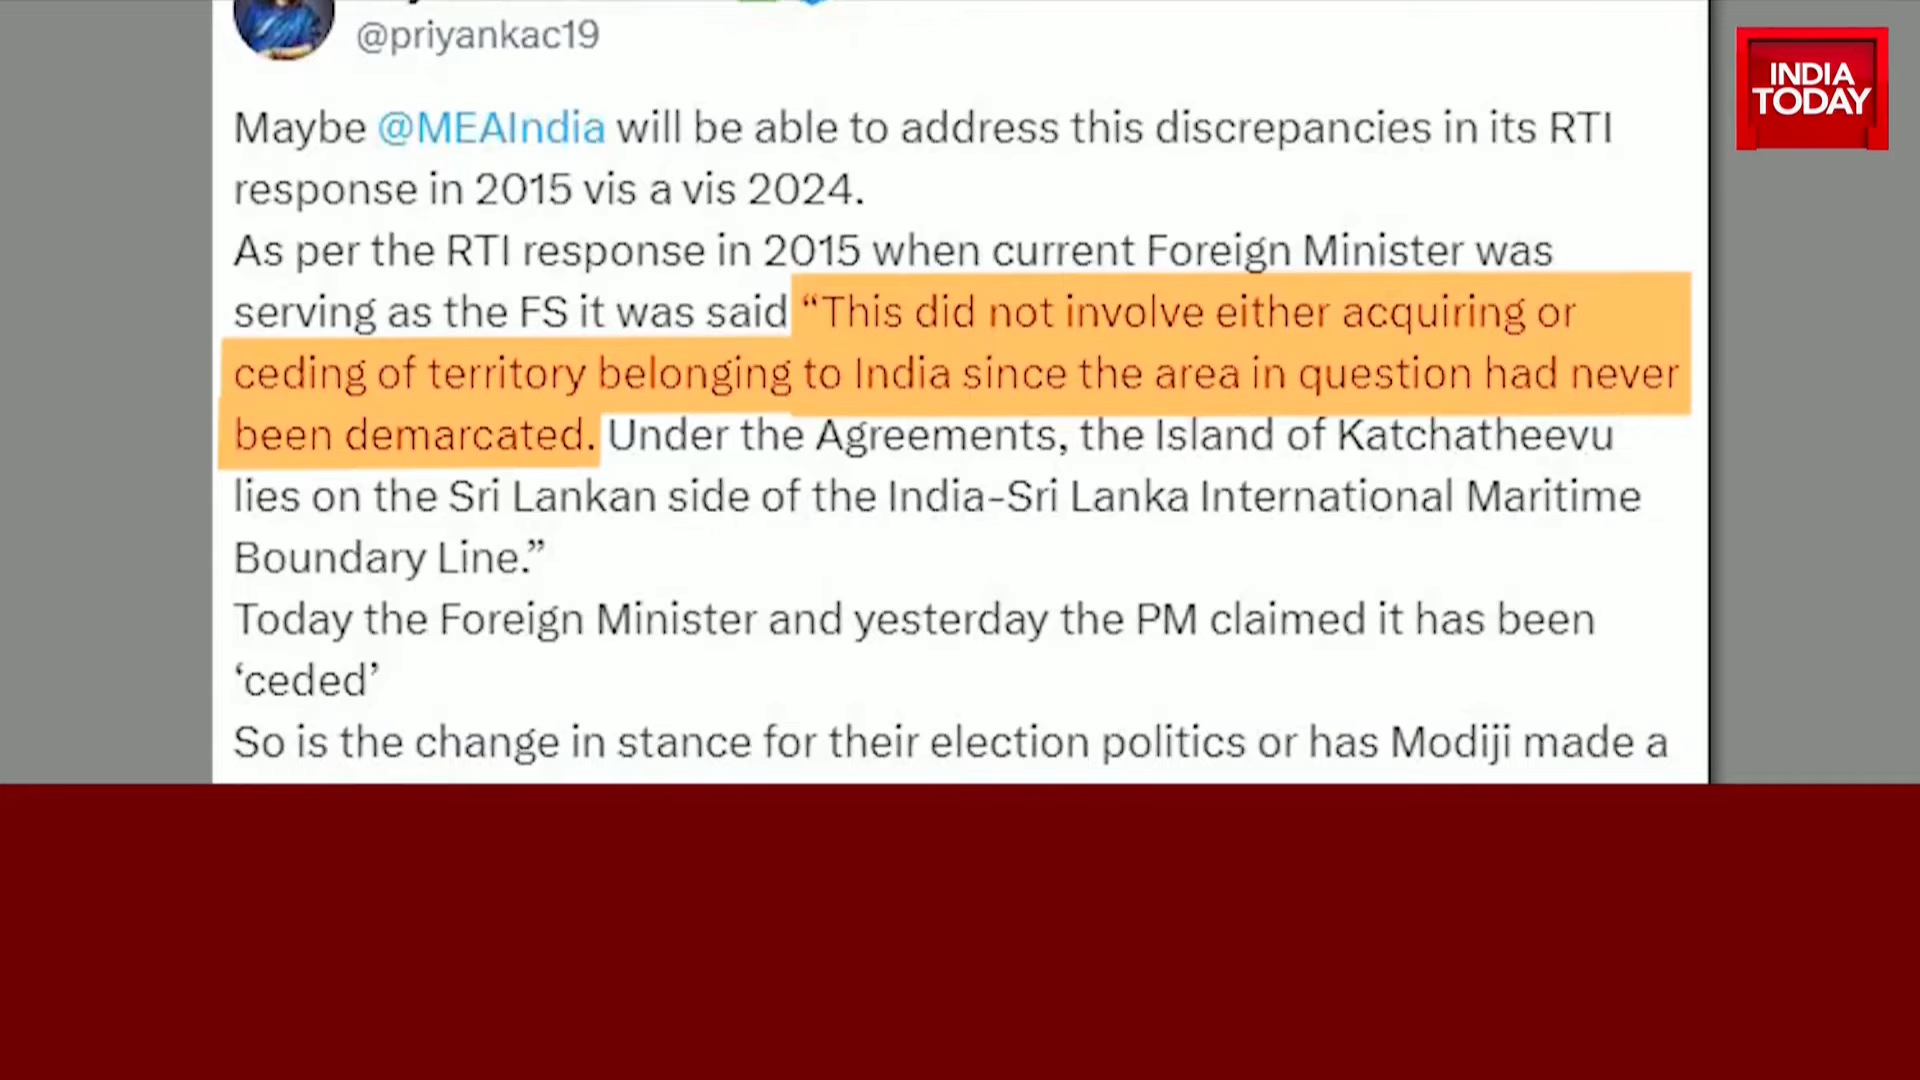 @priyankac19
INDIA
TODAY
Maybe @MEAIndia will be able to address this discrepancies in its RTI
response in 2015 vis a vis 2024.
As per the RTI response in 2015 when current Foreign Minister was
serving as the FS it was said “This did not involve either acquiring or
ceding of territory belonging to India since the area in question had never
been demarcated. Under the Agreements, the Island of Katchatheevu
lies on the Sri Lankan side of the India-Sri Lanka International Maritime
Boundary Line.”
Today the Foreign Minister and yesterday the PM claimed it has been
‘ceded’
So is the change in stance for their election politics or has Modiji made a